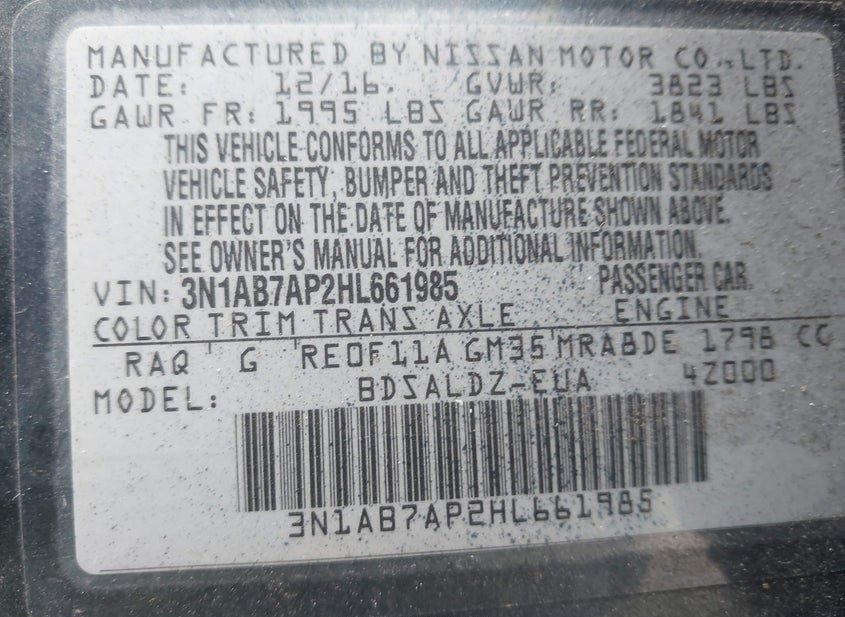 MANUFACTURED BY NISSAN MOTOR CO.,LTD.
DATE: 12/16. GVWR: 3823 LBS
GAWR FR: 1995 LBS GAWR RR: 1841 LBS
THIS VEHICLE CONFORMS TO ALL APPLICABLE FEDERAL MOTOR
VEHICLE SAFETY, BUMPER AND THEFT PREVENTION STANDARDS
IN EFFECT ON THE DATE OF MANUFACTURE SHOWN ABOVE.
SEE OWNER'S MANUAL FOR ADDITIONAL INFORMATION.
VIN: 3N1AB7AP2HL661985 PASSENGER CAR.
COLOR TRIM TRANS AXLE ENGINE
RAQ G RE0F11A GM35 MRA8DE 1798 CC
MODEL: BDSALDZ-EUA 4Z000
3N1AB7AP2HL661985